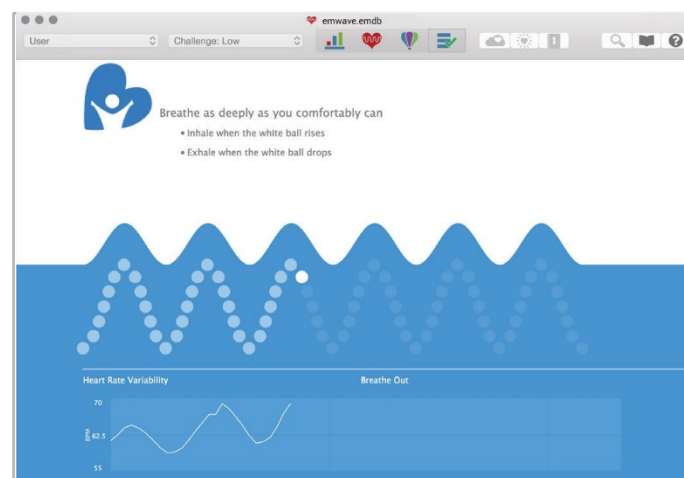 emwave.emdb
User
Challenge: Low
Breathe as deeply as you comfortably can
• Inhale when the white ball rises
• Exhale when the white ball drops
Heart Rate Variability
Breathe Out
70
BPM
62.5
55